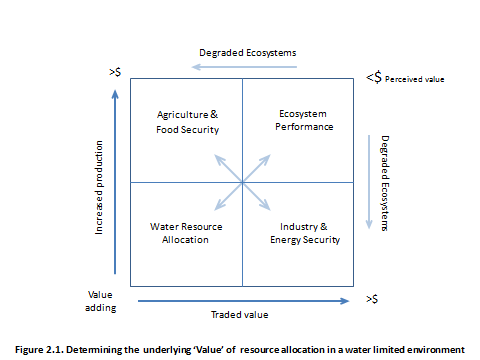 Degraded Ecosystems
>$
<$ Perceived value
Agriculture &
Food Security
Ecosystem
Performance
Increased production
Degraded Ecosystems
Water Resource
Allocation
Industry &
Energy Security
Value
adding
>$
Traded value
Figure 2.1. Determining the underlying ‘Value’ of resource allocation in a water limited environment